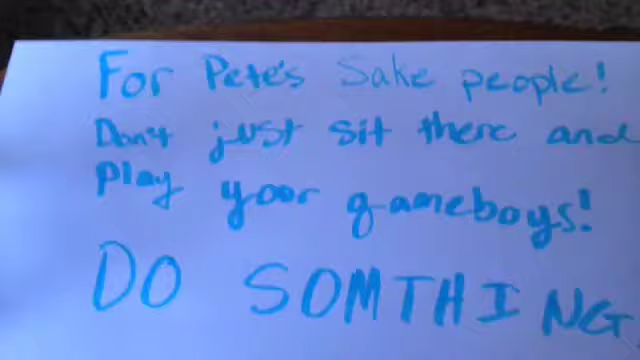 For Pete's Sake people!
Don't just sit there and
play your gameboys!
DO SOMTHING